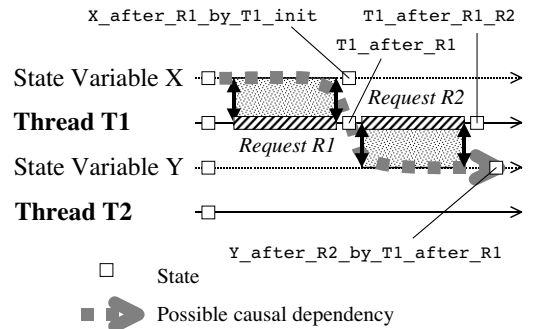 X_after_R1_by_T1_init
T1_after_R1_R2
T1_after_R1
State Variable X
Request R2
Thread T1
Request R1
State Variable Y
Thread T2
Y_after_R2_by_T1_after_R1
State
Possible causal dependency